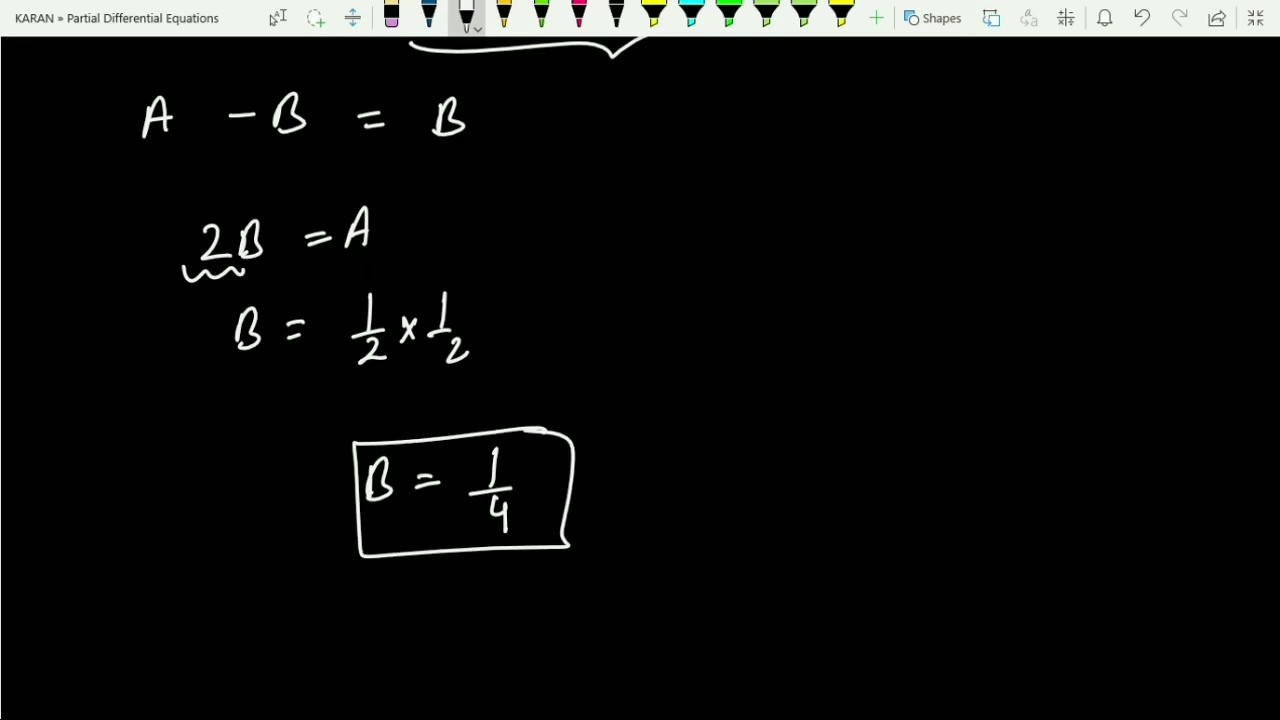 KARAN » Partial Differential Equations
Shapes
A - B = B
2B = A
B = 1/2 × 1/2
B = 1/4